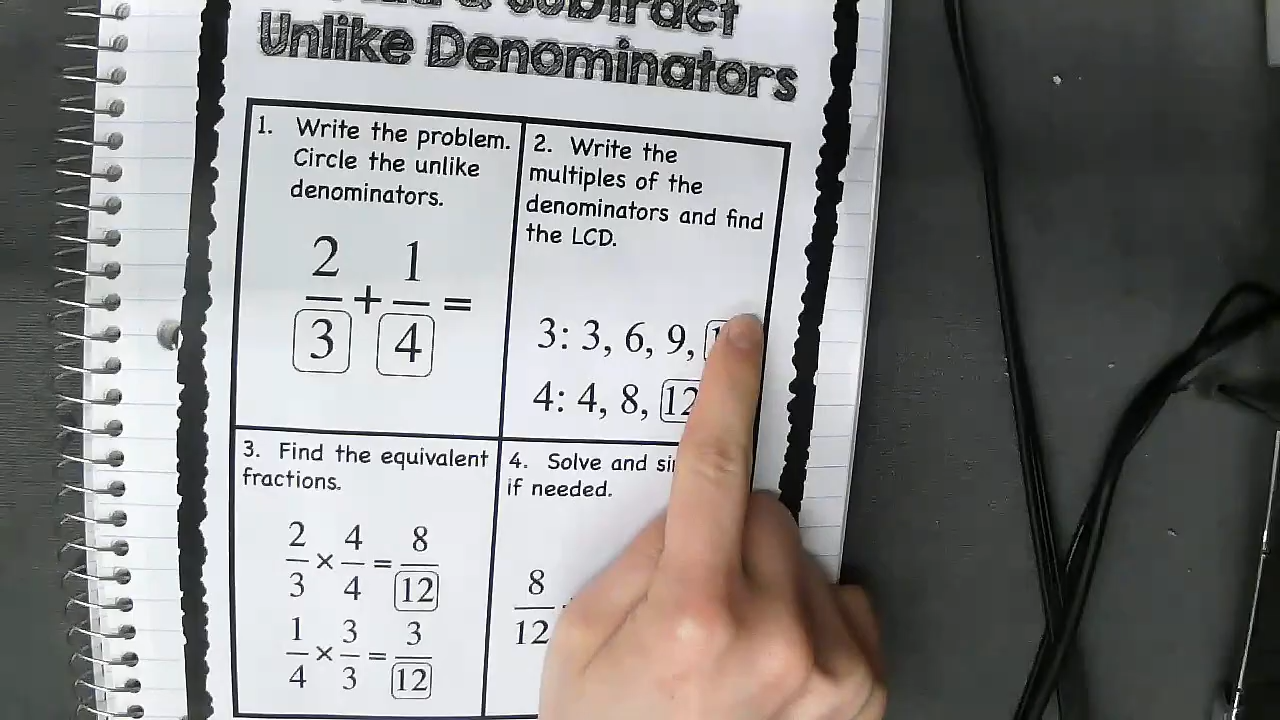 & Subtract
Unlike Denominators
1. Write the problem.
Circle the unlike
denominators.
2/3 + 1/4 =
2. Write the
multiples of the
denominators and find
the LCD.
3: 3, 6, 9,
4: 4, 8, 12
3. Find the equivalent
fractions.
2/3 × 4/4 = 8/12
1/4 × 3/3 = 3/12
4. Solve and
if needed.
8/12